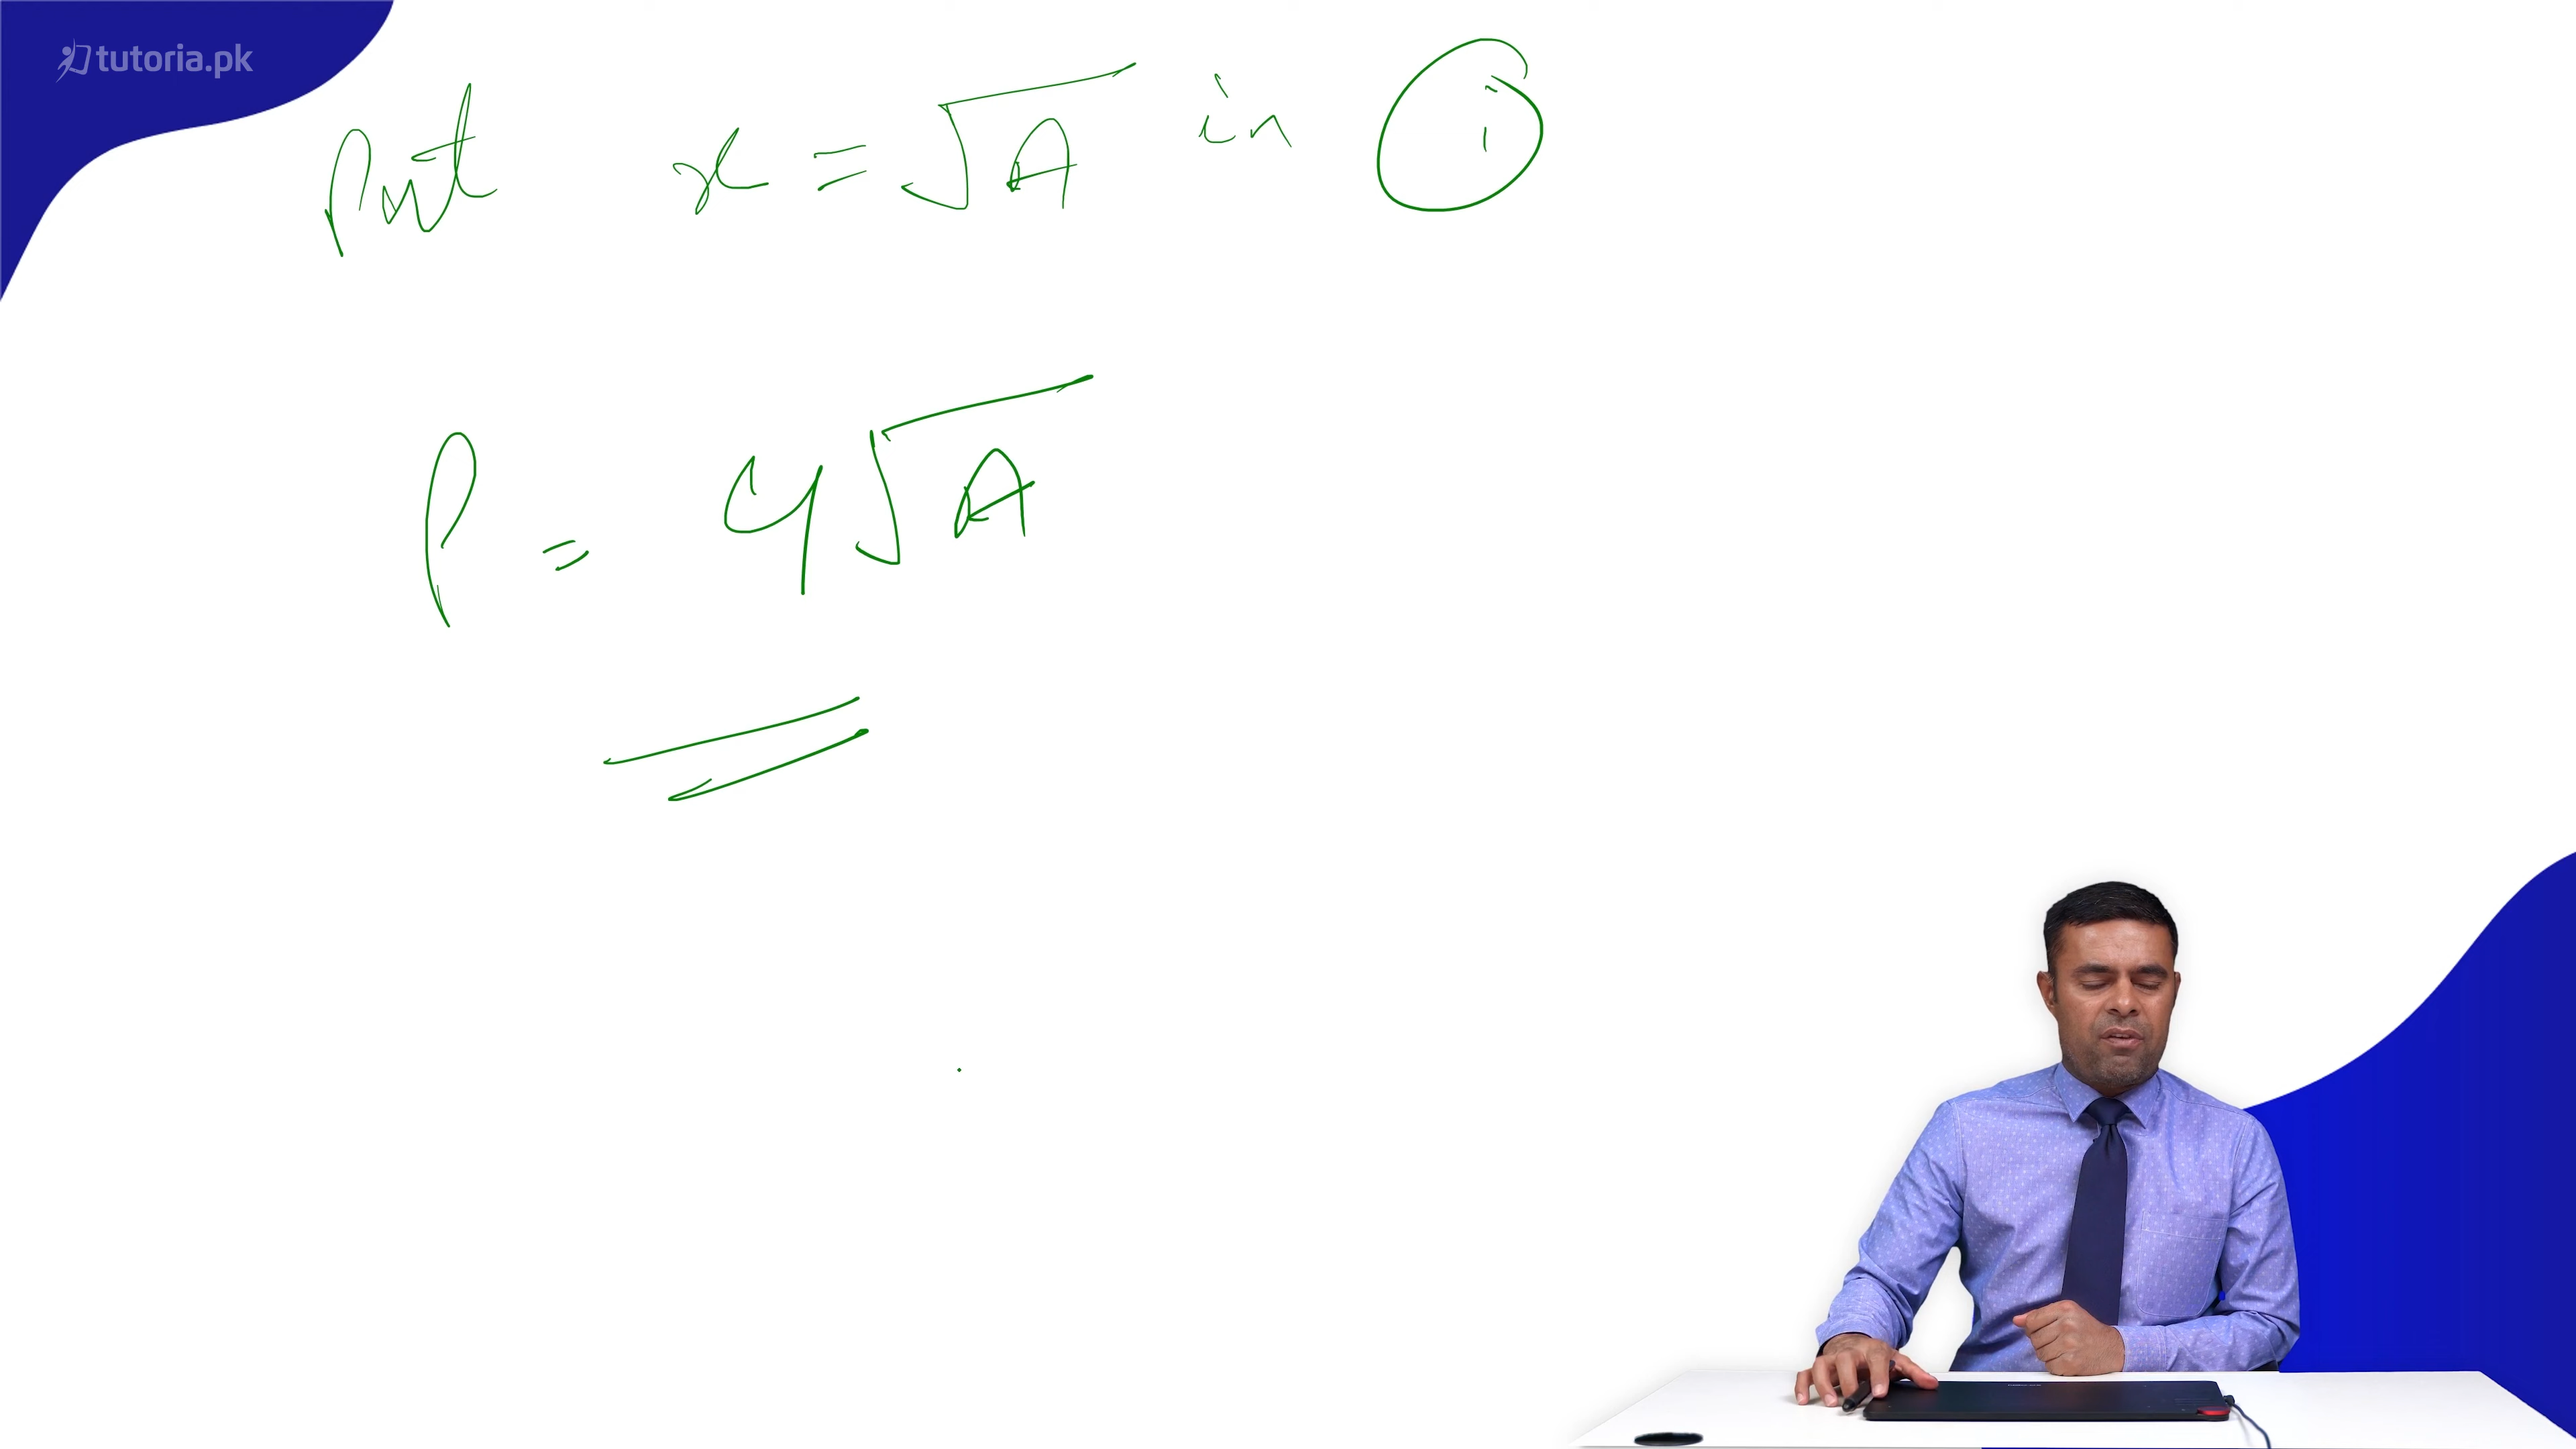 tutoria.pk
Put x = √A in (i)
P = 4√A